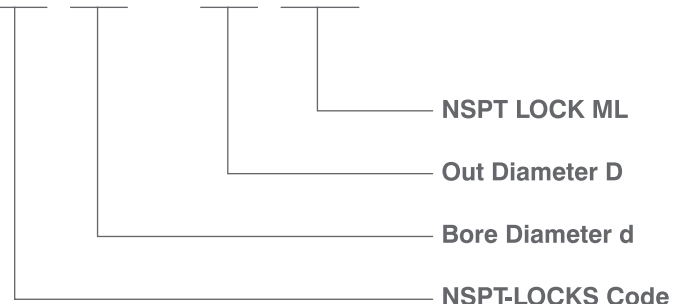 NSPT LOCK ML
Out Diameter D
Bore Diameter d
NSPT-LOCKS Code